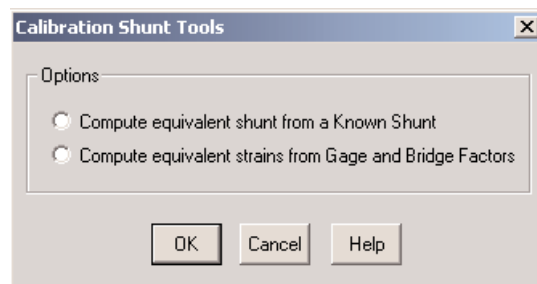 Calibration Shunt Tools
Options
Compute equivalent shunt from a Known Shunt
Compute equivalent strains from Gage and Bridge Factors
OK Cancel Help